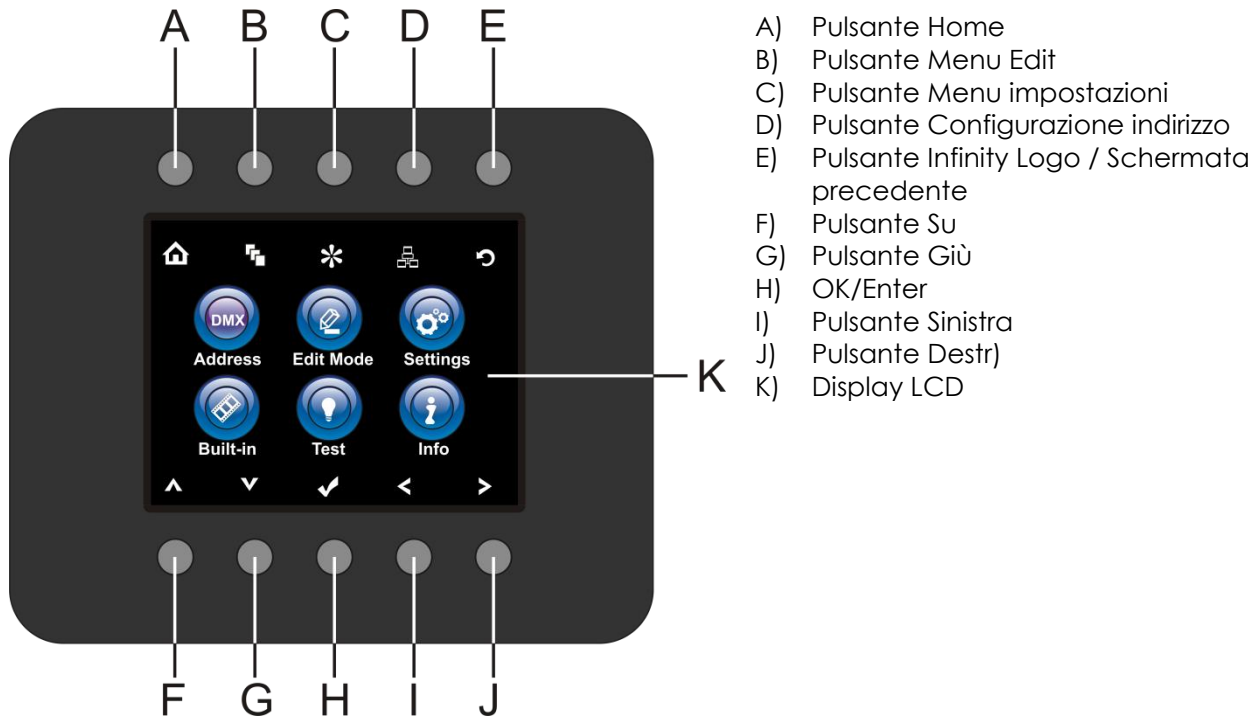 A B C D E
DMX
Address Edit Mode Settings
Built-in Test Info
K
F G H I J
A) Pulsante Home
B) Pulsante Menu Edit
C) Pulsante Menu impostazioni
D) Pulsante Configurazione indirizzo
E) Pulsante Infinity Logo / Schermata
precedente
F) Pulsante Su
G) Pulsante Giù
H) OK/Enter
I) Pulsante Sinistra
J) Pulsante Destr)
K) Display LCD